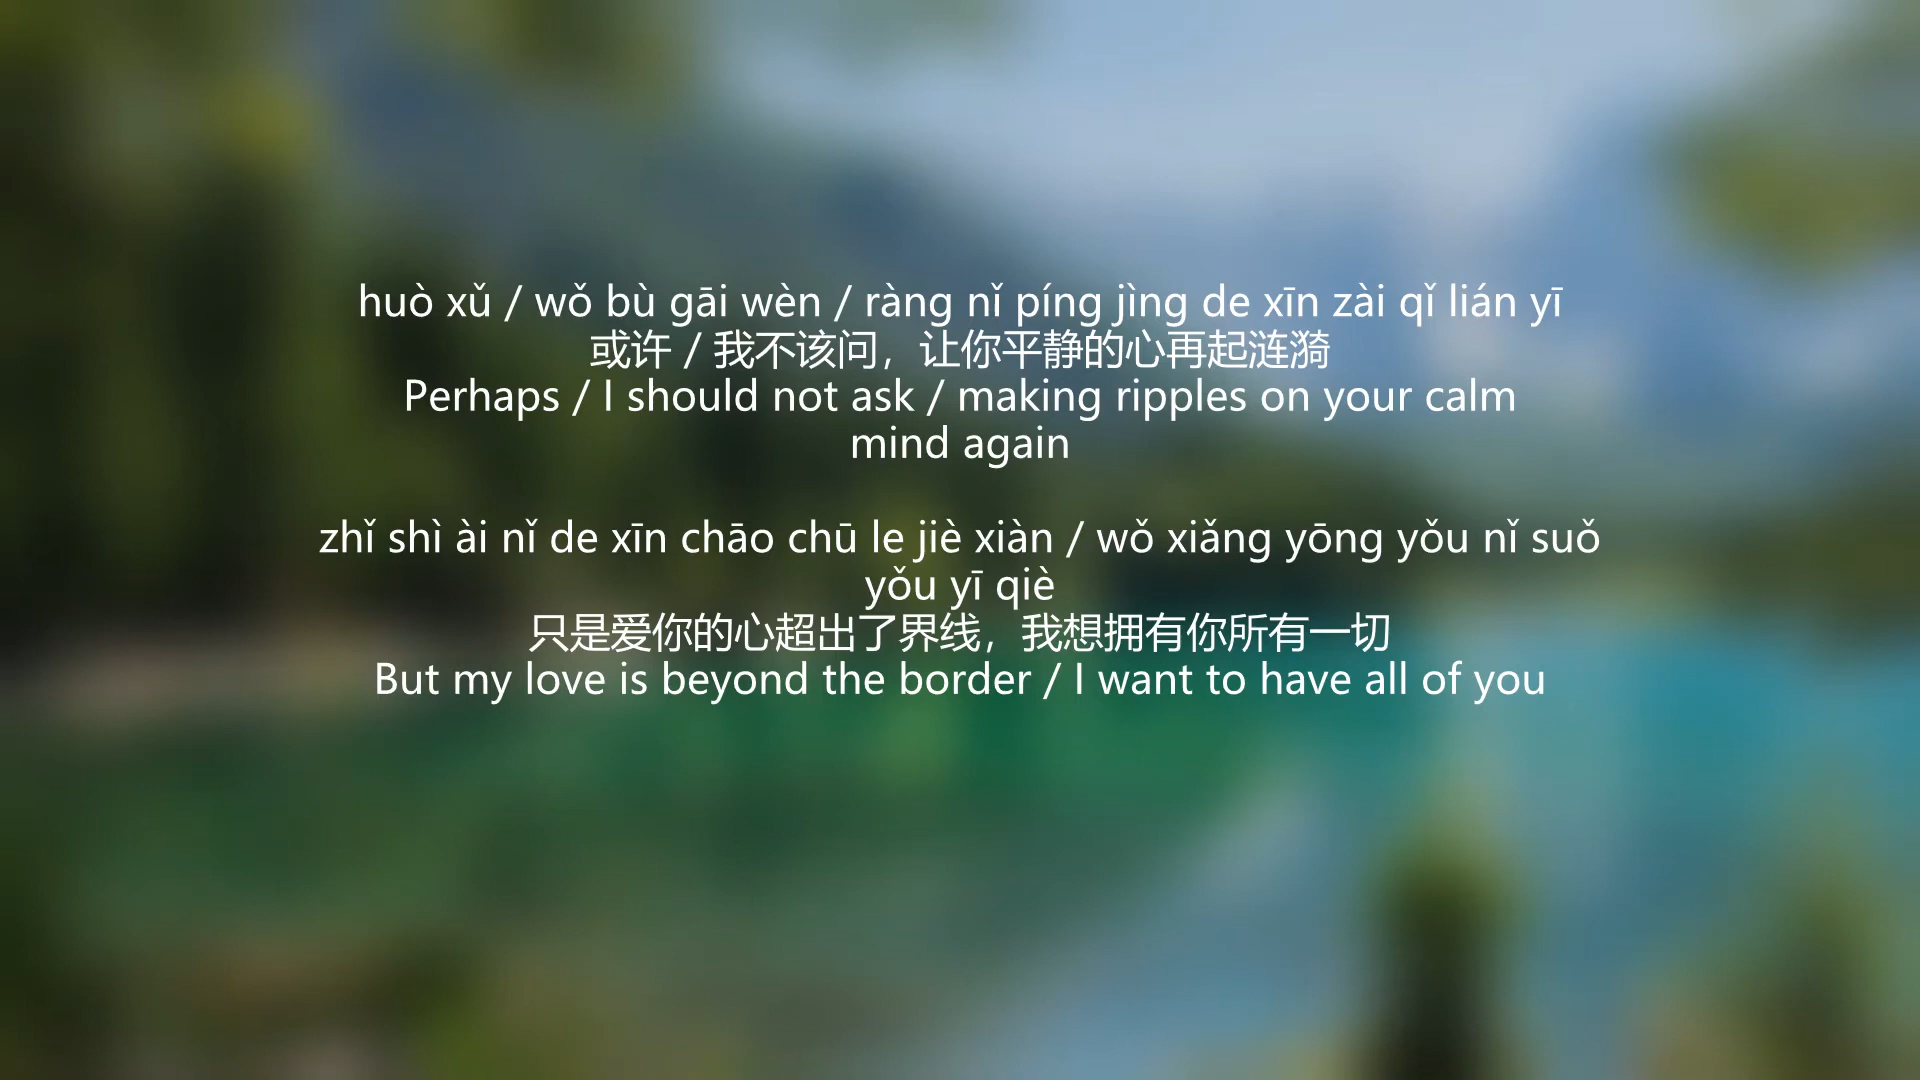 huò xǔ / wǒ bù gāi wèn / ràng nǐ píng jìng de xīn zài qǐ lián yī
或许 / 我不该问，让你平静的心再起涟漪
Perhaps / I should not ask / making ripples on your calm
mind again
zhǐ shì ài nǐ de xīn chāo chū le jiè xiàn / wǒ xiǎng yōng yǒu nǐ suǒ
yǒu yī qiè
只是爱你的心超出了界线，我想拥有你所有一切
But my love is beyond the border / I want to have all of you